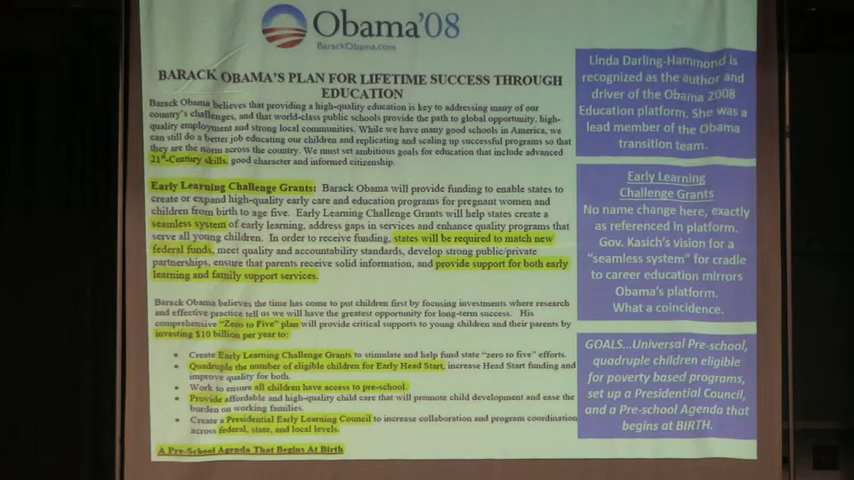 Obama'08
BarackObama.com
BARACK OBAMA'S PLAN FOR LIFETIME SUCCESS THROUGH
EDUCATION
Barack Obama believes that providing a high-quality education is key to addressing many of our
country's challenges, and that world-class public schools provide the path to global opportunity, high-
quality employment and strong local communities. While we have many good schools in America, we
can still do a better job educating our children and replicating and scaling up successful programs so that
they are the norm across the country. We must set ambitious goals for education that include advanced
21st-Century skills, good character and informed citizenship.
Early Learning Challenge Grants: Barack Obama will provide funding to enable states to
create or expand high-quality early care and education programs for pregnant women and
children from birth to age five. Early Learning Challenge Grants will help states create a
seamless system of early learning, address gaps in services and enhance quality programs that
serve all young children. In order to receive funding, states will be required to match new
federal funds, meet quality and accountability standards, develop strong public/private
partnerships, ensure that parents receive solid information, and provide support for both early
learning and family support services.
Barack Obama believes the time has come to put children first by focusing investments where research
and effective practice tell us we will have the greatest opportunity for long-term success. His
comprehensive "Zero to Five" plan will provide critical supports to young children and their parents by
investing $10 billion per year to:
• Create Early Learning Challenge Grants to stimulate and help fund state "zero to five" efforts.
• Quadruple the number of eligible children for Early Head Start, increase Head Start funding and
improve quality for both.
• Work to ensure all children have access to pre-school.
• Provide affordable and high-quality child care that will promote child development and ease the
burden on working families.
• Create a Presidential Early Learning Council to increase collaboration and program coordination
across federal, state, and local levels.
A Pre-School Agenda That Begins At Birth
Linda Darling-Hammond is
recognized as the author and
driver of the Obama 2008
Education platform. She was a
lead member of the Obama
transition team.
Early Learning
Challenge Grants
No name change here, exactly
as referenced in platform.
Gov. Kasich's vision for a
"seamless system" for cradle
to career education mirrors
Obama's platform.
What a coincidence.
GOALS...Universal Pre-school,
quadruple children eligible
for poverty based programs,
set up a Presidential Council,
and a Pre-school Agenda that
begins at BIRTH.